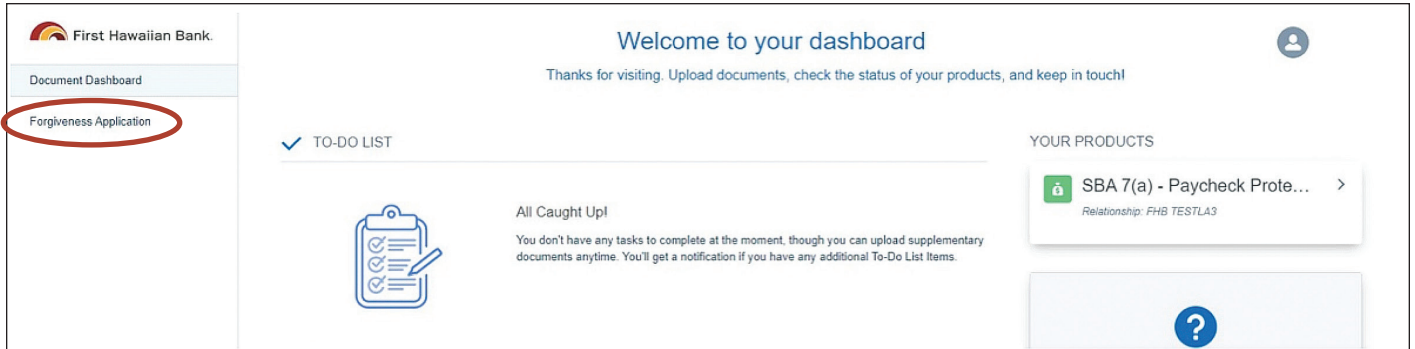 First Hawaiian Bank.
Document Dashboard
Forgiveness Application
Welcome to your dashboard
Thanks for visiting. Upload documents, check the status of your products, and keep in touch!
TO-DO LIST
All Caught Up!
You don't have any tasks to complete at the moment, though you can upload supplementary
documents anytime. You'll get a notification if you have any additional To-Do List Items.
YOUR PRODUCTS
SBA 7(a) - Paycheck Prote...
Relationship: FHB TESTLA3
?